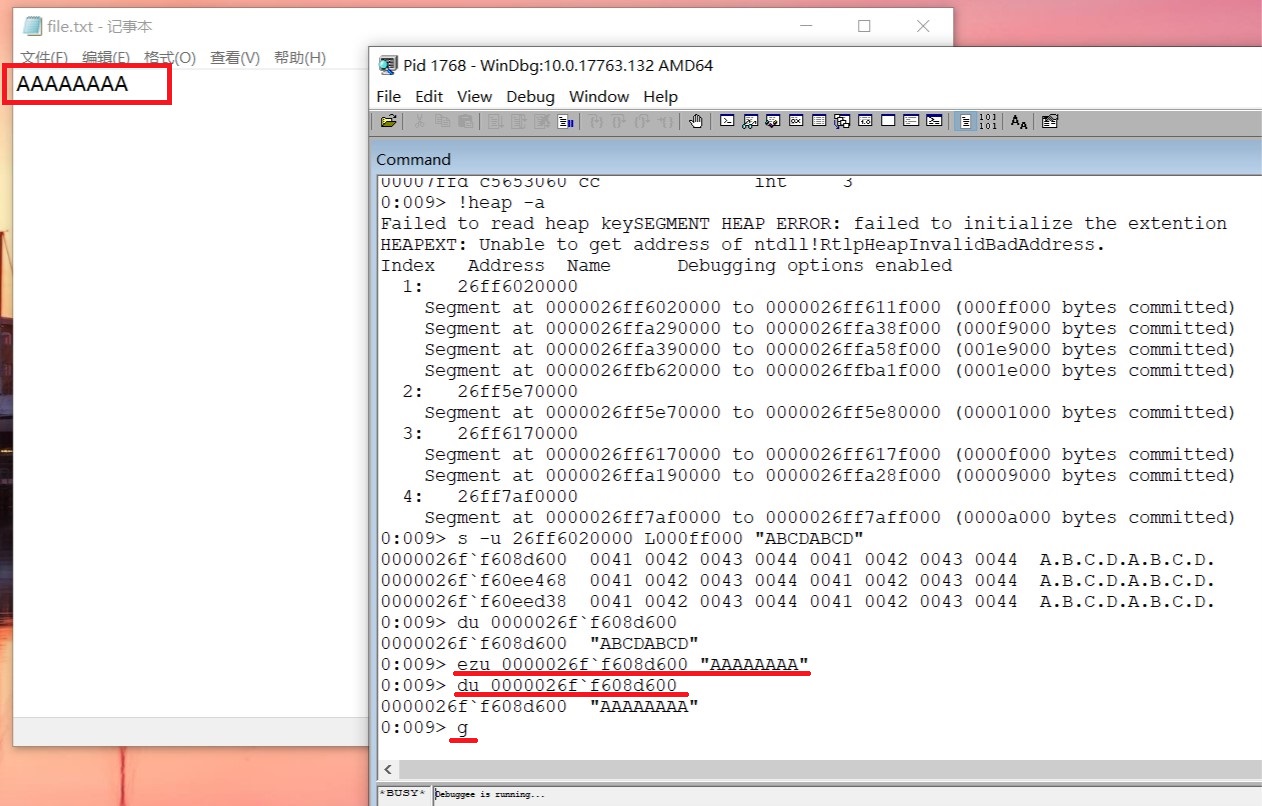 file.txt - 记事本
文件(F) 编辑(E) 格式(O) 查看(V) 帮助(H)
AAAAAAAA
Pid 1768 - WinDbg:10.0.17763.132 AMD64
File Edit View Debug Window Help
Command
00007ffd`c5653060 cc int 3
0:009> !heap -a
Failed to read heap keySEGMENT HEAP ERROR: failed to initialize the extention
HEAPEXT: Unable to get address of ntdll!RtlpHeapInvalidBadAddress.
Index Address Name Debugging options enabled
1: 26ff6020000
Segment at 0000026ff6020000 to 0000026ff611f000 (000ff000 bytes committed)
Segment at 0000026ffa290000 to 0000026ffa38f000 (000f9000 bytes committed)
Segment at 0000026ffa390000 to 0000026ffa58f000 (001e9000 bytes committed)
Segment at 0000026ffb620000 to 0000026ffba1f000 (0001e000 bytes committed)
2: 26ff5e70000
Segment at 0000026ff5e70000 to 0000026ff5e80000 (00001000 bytes committed)
3: 26ff6170000
Segment at 0000026ff6170000 to 0000026ff617f000 (0000f000 bytes committed)
Segment at 0000026ffa190000 to 0000026ffa28f000 (00009000 bytes committed)
4: 26ff7af0000
Segment at 0000026ff7af0000 to 0000026ff7aff000 (0000a000 bytes committed)
0:009> s -u 26ff6020000 L000ff000 "ABCDABCD"
0000026f`f608d600 0041 0042 0043 0044 0041 0042 0043 0044 A.B.C.D.A.B.C.D.
0000026f`f60ee468 0041 0042 0043 0044 0041 0042 0043 0044 A.B.C.D.A.B.C.D.
0000026f`f60eed38 0041 0042 0043 0044 0041 0042 0043 0044 A.B.C.D.A.B.C.D.
0:009> du 0000026f`f608d600
0000026f`f608d600 "ABCDABCD"
0:009> ezu 0000026f`f608d600 "AAAAAAAA"
0:009> du 0000026f`f608d600
0000026f`f608d600 "AAAAAAAA"
0:009> g
*BUSY* Debuggee is running...